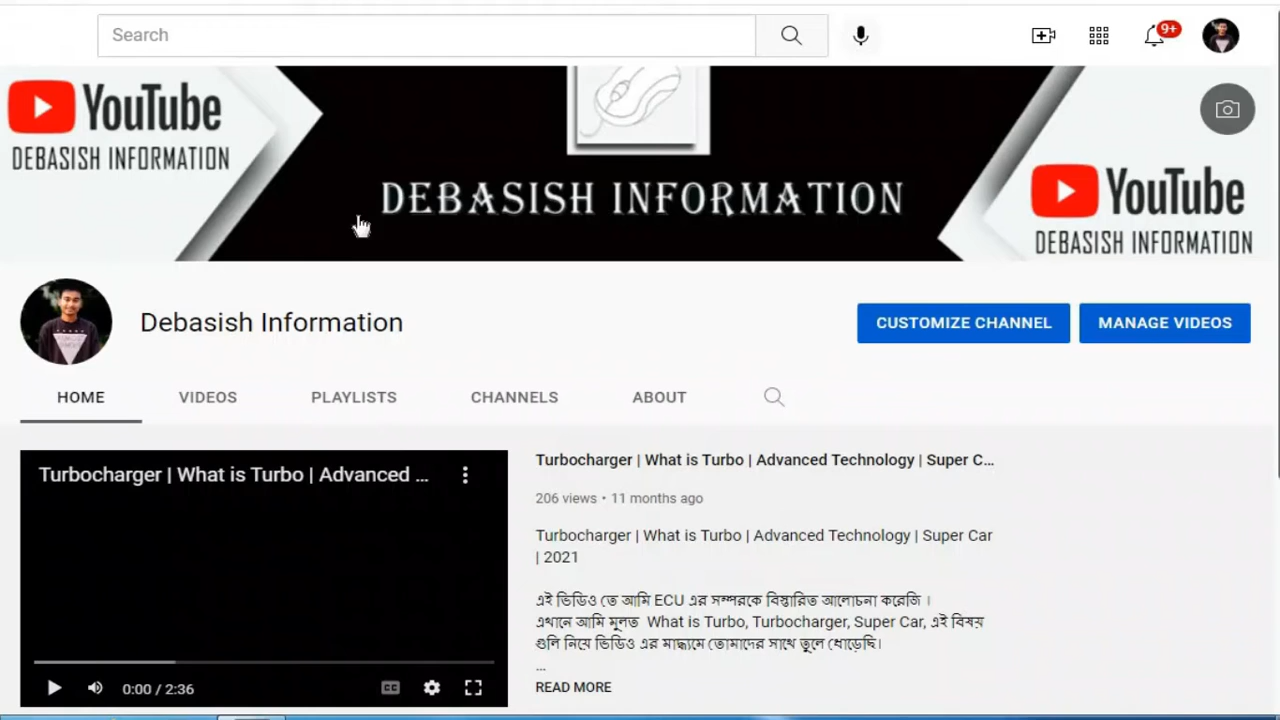 Search
9+
YouTube
DEBASISH INFORMATION
DEBASISH INFORMATION
YouTube
DEBASISH INFORMATION
Debasish Information
CUSTOMIZE CHANNEL
MANAGE VIDEOS
HOME
VIDEOS
PLAYLISTS
CHANNELS
ABOUT
Turbocharger | What is Turbo | Advanced ...
0:00 / 2:36
CC
Turbocharger | What is Turbo | Advanced Technology | Super C...
206 views • 11 months ago
Turbocharger | What is Turbo | Advanced Technology | Super Car
| 2021
এই ভিডিও তে আমি ECU এর সম্পরকে বিস্তারিত আলোচনা করেজি ।
এখানে আমি মূলত What is Turbo, Turbocharger, Super Car, এই বিষয়
গুলি নিয়ে ভিডিও এর মাধ্যমে তোমাদের সাথে তুলে ধোড়েছি।
...
READ MORE